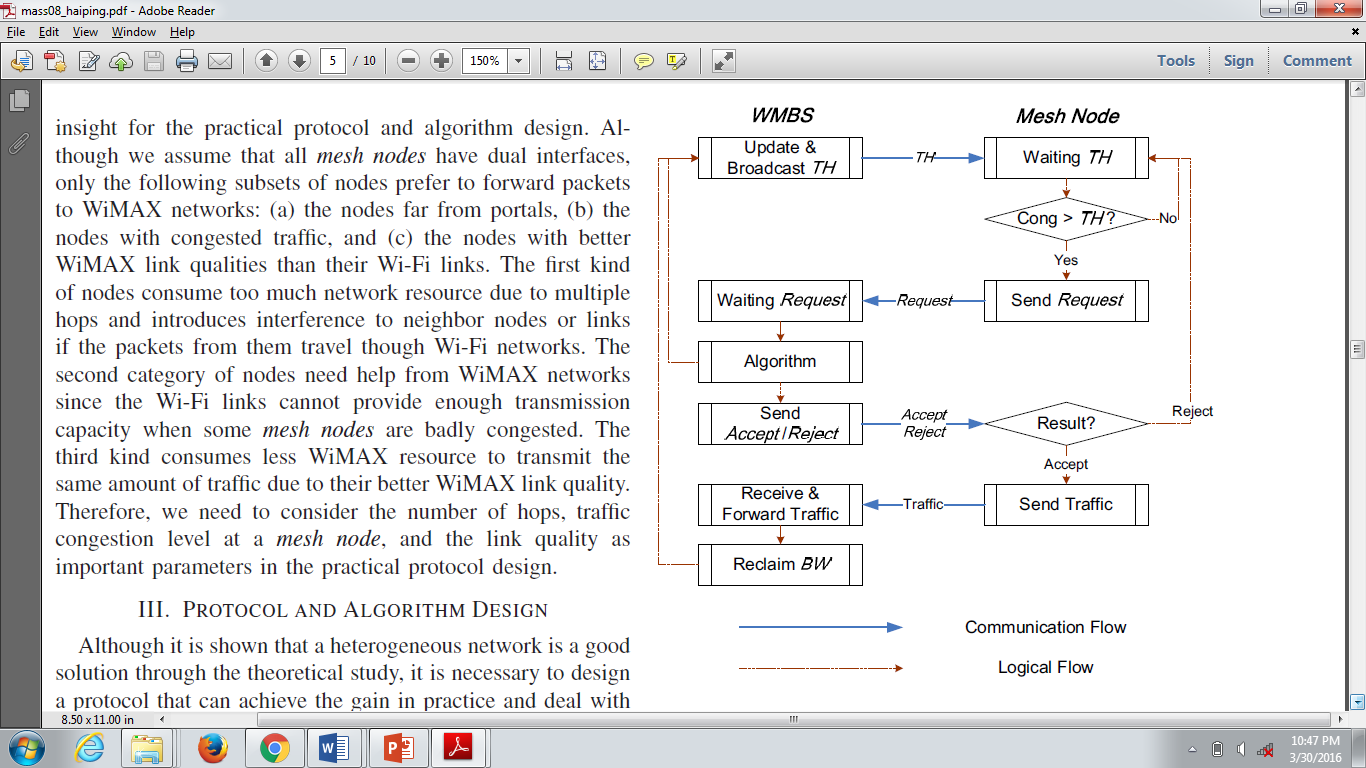 mass08_haiping.pdf - Adobe Reader
File Edit View Window Help
5 / 10 150% Tools Sign Comment
insight for the practical protocol and algorithm design. Al-
though we assume that all mesh nodes have dual interfaces,
only the following subsets of nodes prefer to forward packets
to WiMAX networks: (a) the nodes far from portals, (b) the
nodes with congested traffic, and (c) the nodes with better
WiMAX link qualities than their Wi-Fi links. The first kind
of nodes consume too much network resource due to multiple
hops and introduces interference to neighbor nodes or links
if the packets from them travel though Wi-Fi networks. The
second category of nodes need help from WiMAX networks
since the Wi-Fi links cannot provide enough transmission
capacity when some mesh nodes are badly congested. The
third kind consumes less WiMAX resource to transmit the
same amount of traffic due to their better WiMAX link quality.
Therefore, we need to consider the number of hops, traffic
congestion level at a mesh node, and the link quality as
important parameters in the practical protocol design.
III. PROTOCOL AND ALGORITHM DESIGN
Although it is shown that a heterogeneous network is a good
solution through the theoretical study, it is necessary to design
a protocol that can achieve the gain in practice and deal with
WMBS
Mesh Node
Update &
Broadcast TH
TH
Waiting TH
Cong > TH?
No
Yes
Waiting Request
Request
Send Request
Algorithm
Send
Accept / Reject
Accept
Reject
Result?
Reject
Accept
Receive &
Forward Traffic
Traffic
Send Traffic
Reclaim BW
Communication Flow
Logical Flow
8.50 x 11.00 in
10:47 PM
3/30/2016